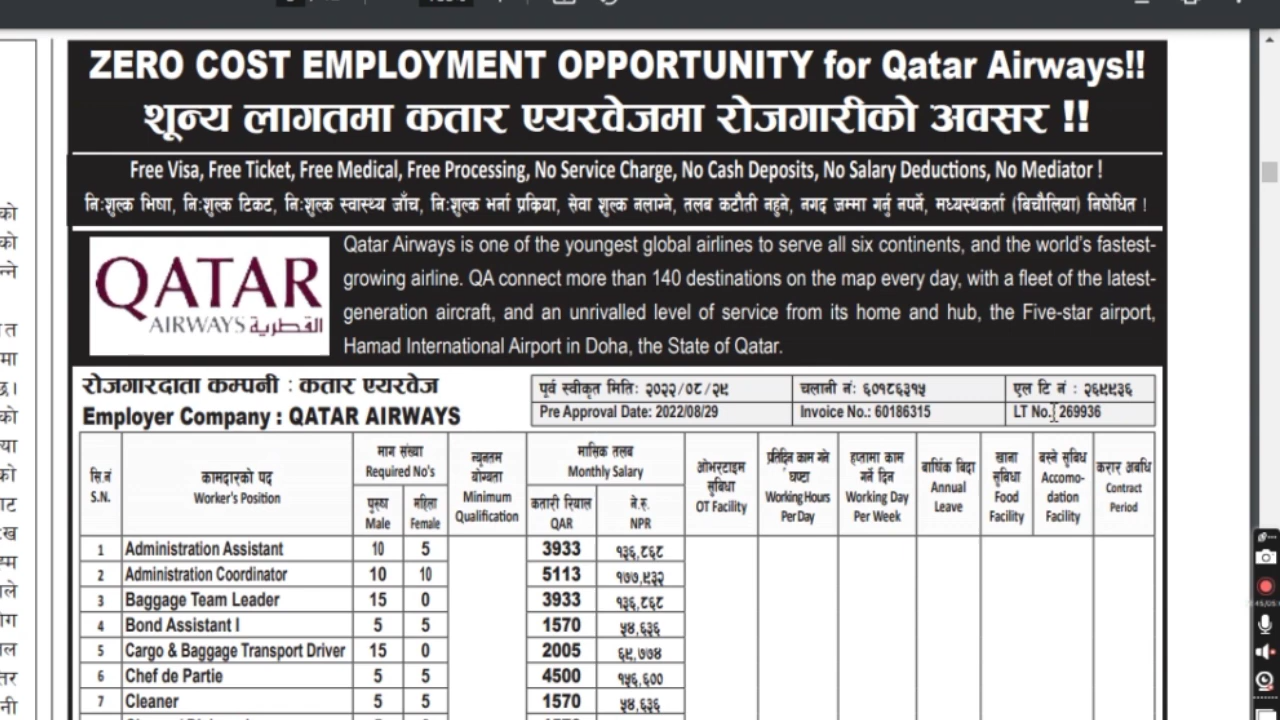 ZERO COST EMPLOYMENT OPPORTUNITY for Qatar Airways!!
शून्य लागतमा कतार एयरवेजमा रोजगारीको अवसर !!
Free Visa, Free Ticket, Free Medical, Free Processing, No Service Charge, No Cash Deposits, No Salary Deductions, No Mediator !
निःशुल्क भिषा, निःशुल्क टिकट, निःशुल्क स्वास्थ्य जाँच, निःशुल्क भर्ना प्रक्रिया, सेवा शुल्क नलाग्ने, तलब कटौती नहुने, नगद जम्मा गर्नु नपर्ने, मध्यस्थकर्ता (बिचौलिया) निषेधित !
QATAR
AIRWAYS القطرية
Qatar Airways is one of the youngest global airlines to serve all six continents, and the world's fastest-
growing airline. QA connect more than 140 destinations on the map every day, with a fleet of the latest-
generation aircraft, and an unrivalled level of service from its home and hub, the Five-star airport,
Hamad International Airport in Doha, the State of Qatar.
रोजगारदाता कम्पनी : कतार एयरवेज
Employer Company : QATAR AIRWAYS
पूर्व स्वीकृत मिति: २०२२/०८/२९ चलानी नं: ६०१८६३१५ एल टि नं : २६९९३६
Pre Approval Date: 2022/08/29 Invoice No.: 60186315 LT No.: 269936
सि.नं
S.N.
कामदारको पद
Worker's Position
माग संख्या
Required No's
पुरुष
Male
महिला
Female
न्युनतम
योग्यता
Minimum
Qualification
मासिक तलब
Monthly Salary
कतारी रियाल
QAR
ने.रु.
NPR
ओभरटाइम
सुबिधा
OT Facility
प्रतिदिन काम गर्ने
घण्टा
Working Hours
Per Day
हप्तामा काम
गर्ने दिन
Working Day
Per Week
बार्षिक बिदा
Annual
Leave
खाना
सुबिधा
Food
Facility
बस्ने सुबिधा
Accomo-
dation
Facility
करार अबधि
Contract
Period
1 Administration Assistant 10 5 3933 १३६,८६८
2 Administration Coordinator 10 10 5113 १७७,९३२
3 Baggage Team Leader 15 0 3933 १३६,८६८
4 Bond Assistant I 5 5 1570 ५४,६३६
5 Cargo & Baggage Transport Driver 15 0 2005 ६९,७७४
6 Chef de Partie 5 5 4500 १५६,६००
7 Cleaner 5 5 1570 ५४,६३६